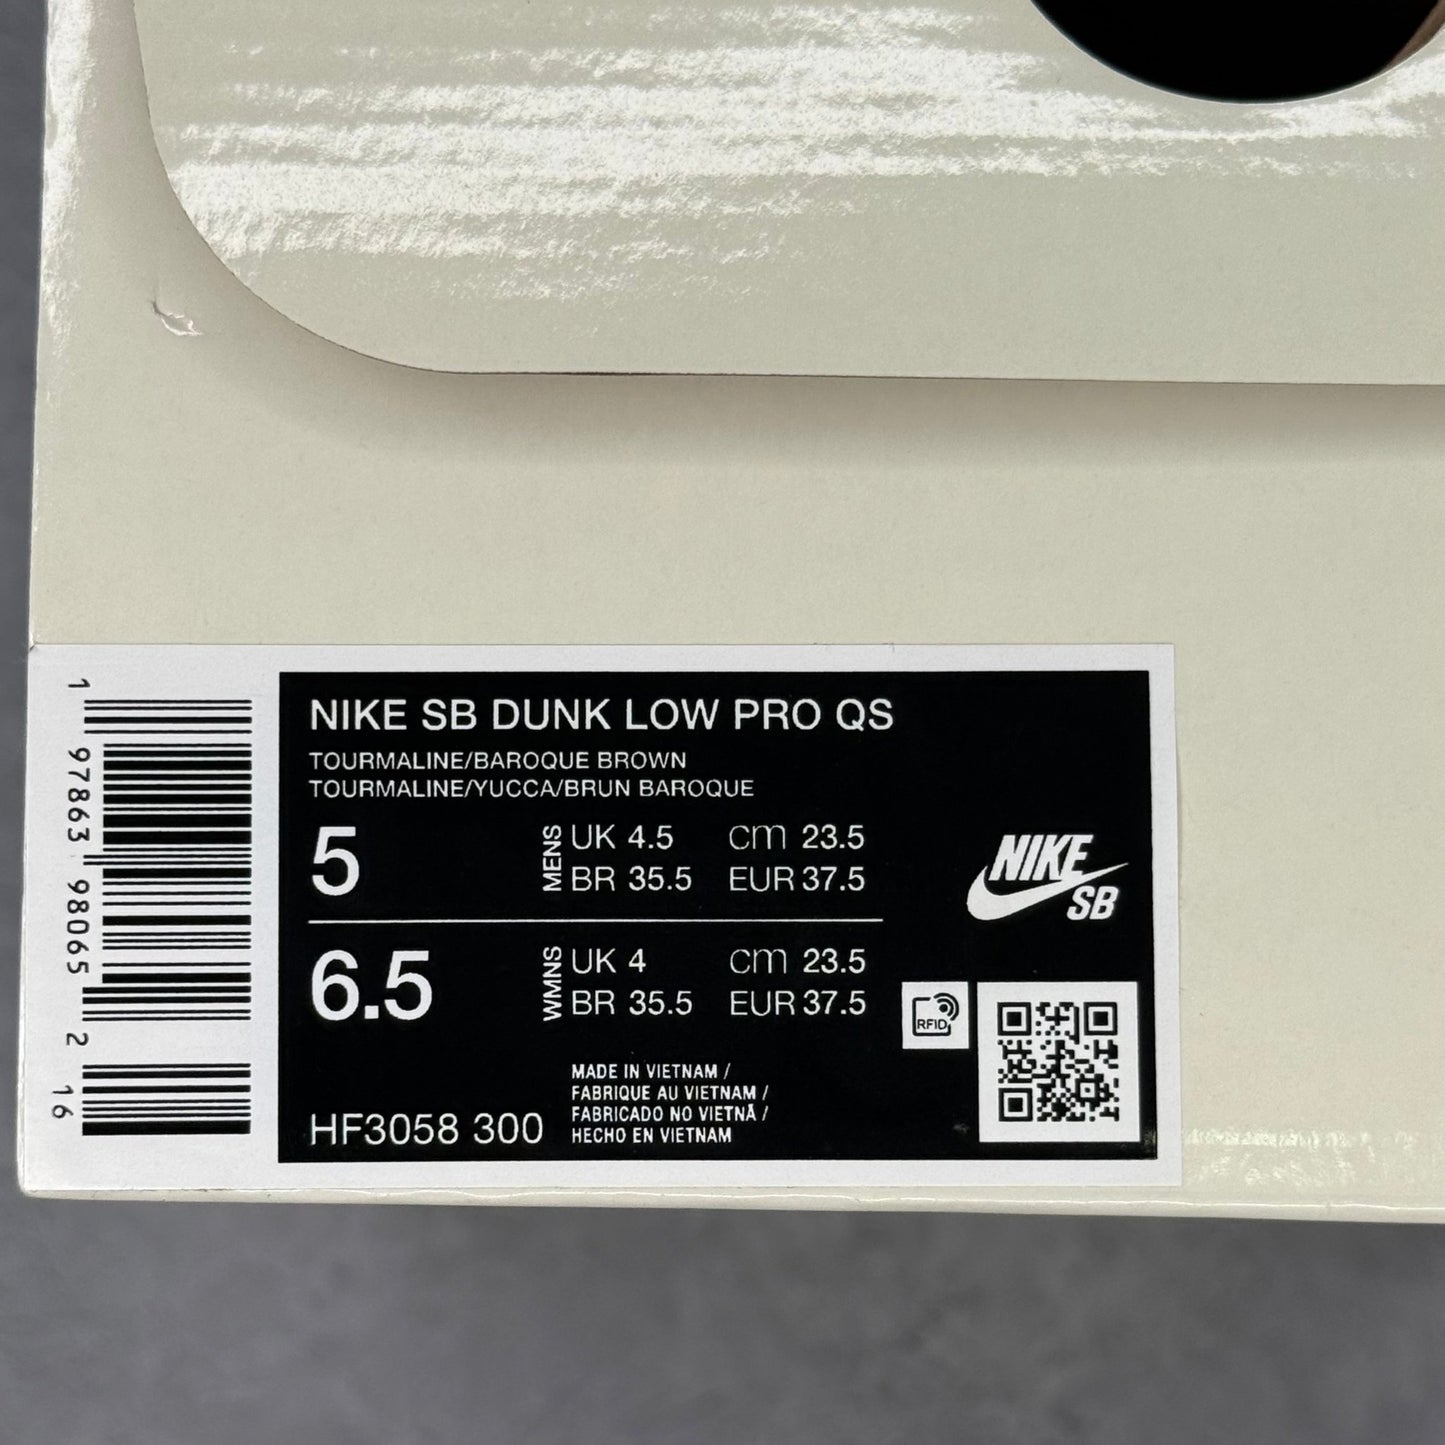 NIKE SB DUNK LOW PRO QS
TOURMALINE/BAROQUE BROWN
TOURMALINE/YUCCA/BRUN BAROQUE
5 MENS UK 4.5 cm 23.5
BR 35.5 EUR 37.5
6.5 WMNS UK 4 cm 23.5
BR 35.5 EUR 37.5
MADE IN VIETNAM /
FABRIQUE AU VIETNAM /
FABRICADO NO VIETNÃ /
HECHO EN VIETNAM
HF3058 300
NIKE
SB
RFID
1 97863 98065 2 16